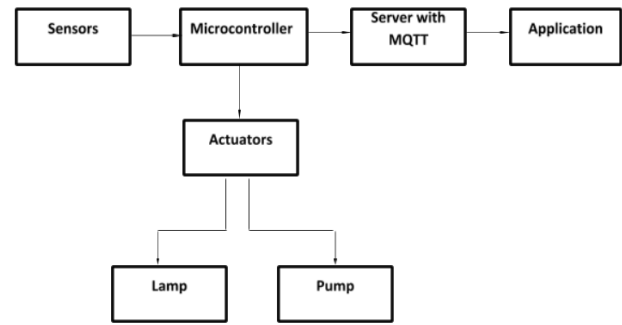 Sensors
Microcontroller
Server with
MQTT
Application
Actuators
Lamp
Pump